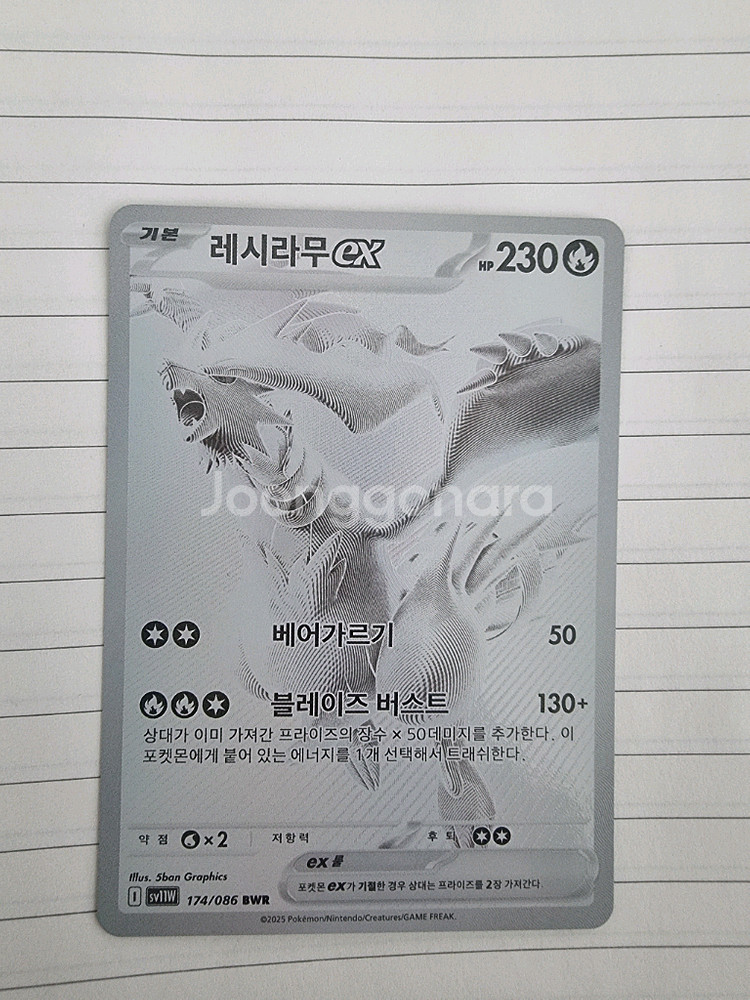 기본 레시라무 ex HP 230
Joonggonara
베어가르기 50
블레이즈 버스트 130+
상대가 이미 가져간 프라이즈의 장수 × 50데미지를 추가한다. 이
포켓몬에게 붙어 있는 에너지를 1개 선택해서 트래쉬한다.
약점 ×2 저항력 후퇴
ex 룰
포켓몬 ex가 기절한 경우 상대는 프라이즈를 2장 가져간다.
Illus. 5ban Graphics
I sv11W 174/086 BWR
©2025 Pokémon/Nintendo/Creatures/GAME FREAK.